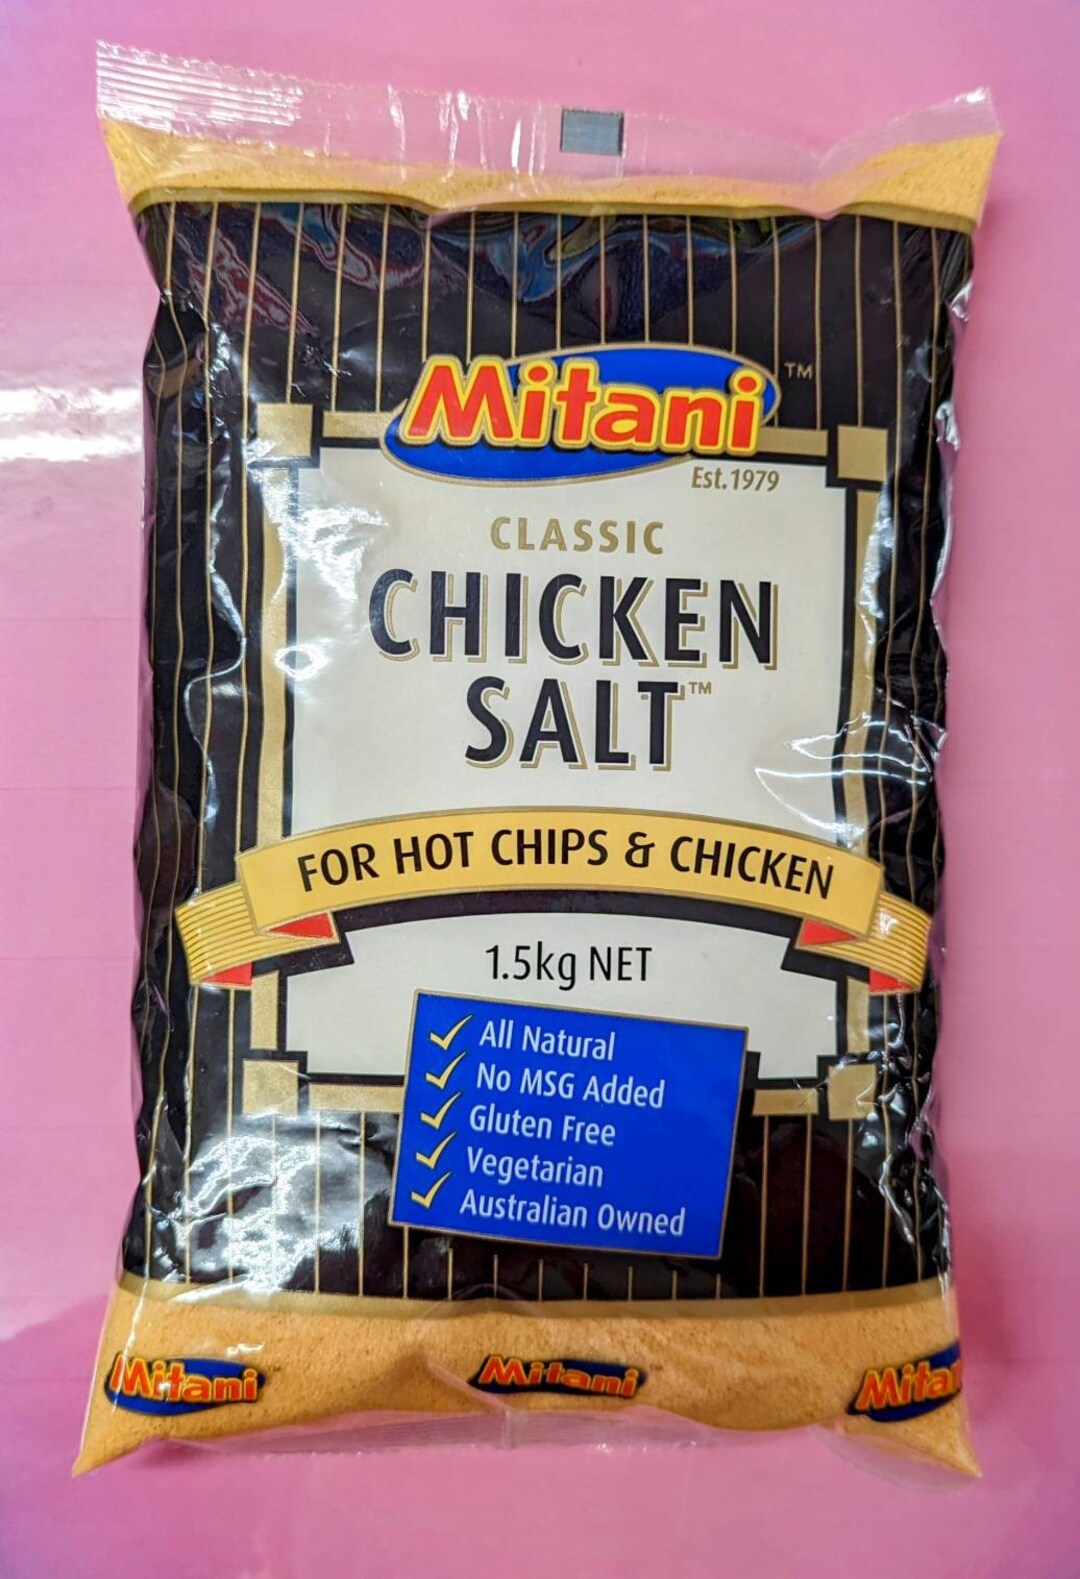 Mitani™
Est.1979
CLASSIC
CHICKEN
SALT™
FOR HOT CHIPS & CHICKEN
1.5kg NET
All Natural
No MSG Added
Gluten Free
Vegetarian
Australian Owned
Mitani Mitani Mitani